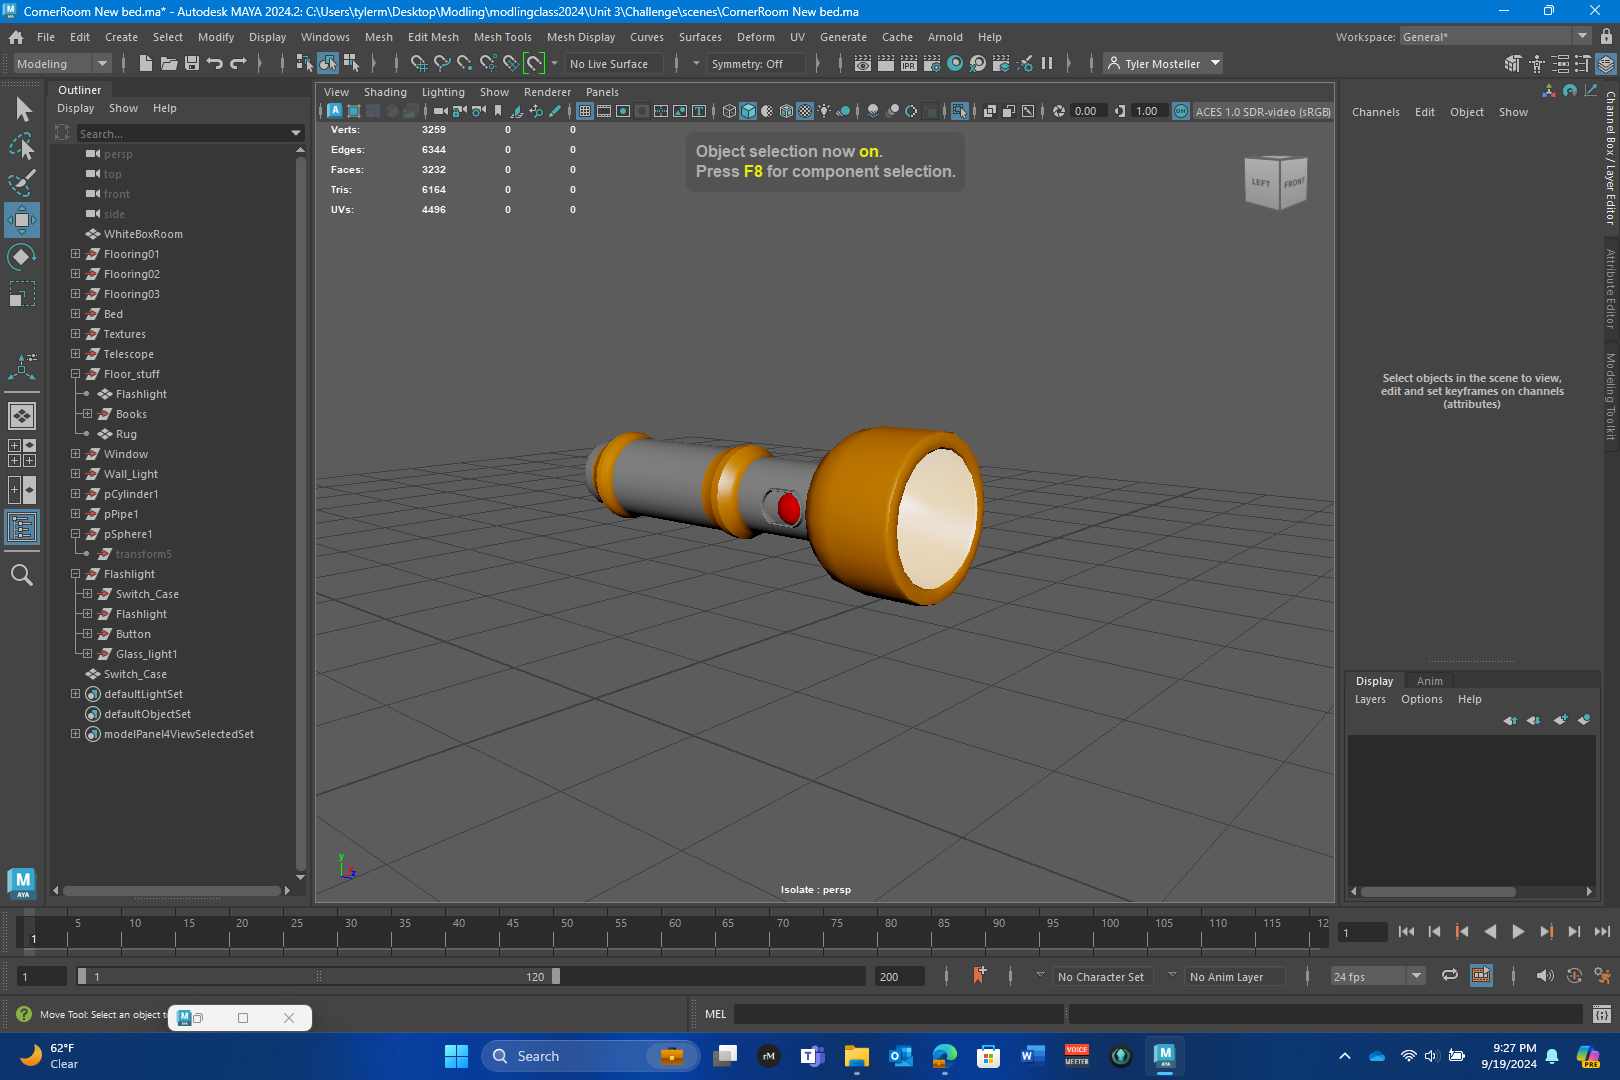 CornerRoom New bed.ma* - Autodesk MAYA 2024.2: C:\Users\tylerm\Desktop\Modling\modlingclass2024\Unit 3\Challenge\scenes\CornerRoom New bed.ma
File Edit Create Select Modify Display Windows Mesh Edit Mesh Mesh Tools Mesh Display Curves Surfaces Deform UV Generate Cache Arnold Help
Workspace: General*
Modeling
No Live Surface
Symmetry: Off
IPR
Tyler Mosteller
Outliner
Display Show Help
Search...
persp
top
front
side
WhiteBoxRoom
Flooring01
Flooring02
Flooring03
Bed
Textures
Telescope
Floor_stuff
Flashlight
Books
Rug
Window
Wall_Light
pCylinder1
pPipe1
pSphere1
transform5
Flashlight
Switch_Case
Flashlight
Button
Glass_light1
Switch_Case
defaultLightSet
defaultObjectSet
modelPanel4ViewSelectedSet
View Shading Lighting Show Renderer Panels
0.00
1.00
ACES 1.0 SDR-video (sRGB)
Verts: 3259 0 0
Edges: 6344 0 0
Faces: 3232 0 0
Tris: 6164 0 0
UVs: 4496 0 0
Object selection now on.
Press F8 for component selection.
LEFT
FRONT
y
z
Isolate : persp
Channels Edit Object Show
Select objects in the scene to view,
edit and set keyframes on channels
(attributes)
Channel Box / Layer Editor
Attribute Editor
Modeling Toolkit
Display Anim
Layers Options Help
M
AYA
5 10 15 20 25 30 35 40 45 50 55 60 65 70 75 80 85 90 95 100 105 110 115 12
1
1
1
1
120
200
No Character Set
No Anim Layer
24 fps
Move Tool: Select an object t
MEL
62°F
Clear
Search
rM
VOICE
MEETER
9:27 PM
9/19/2024
PRE